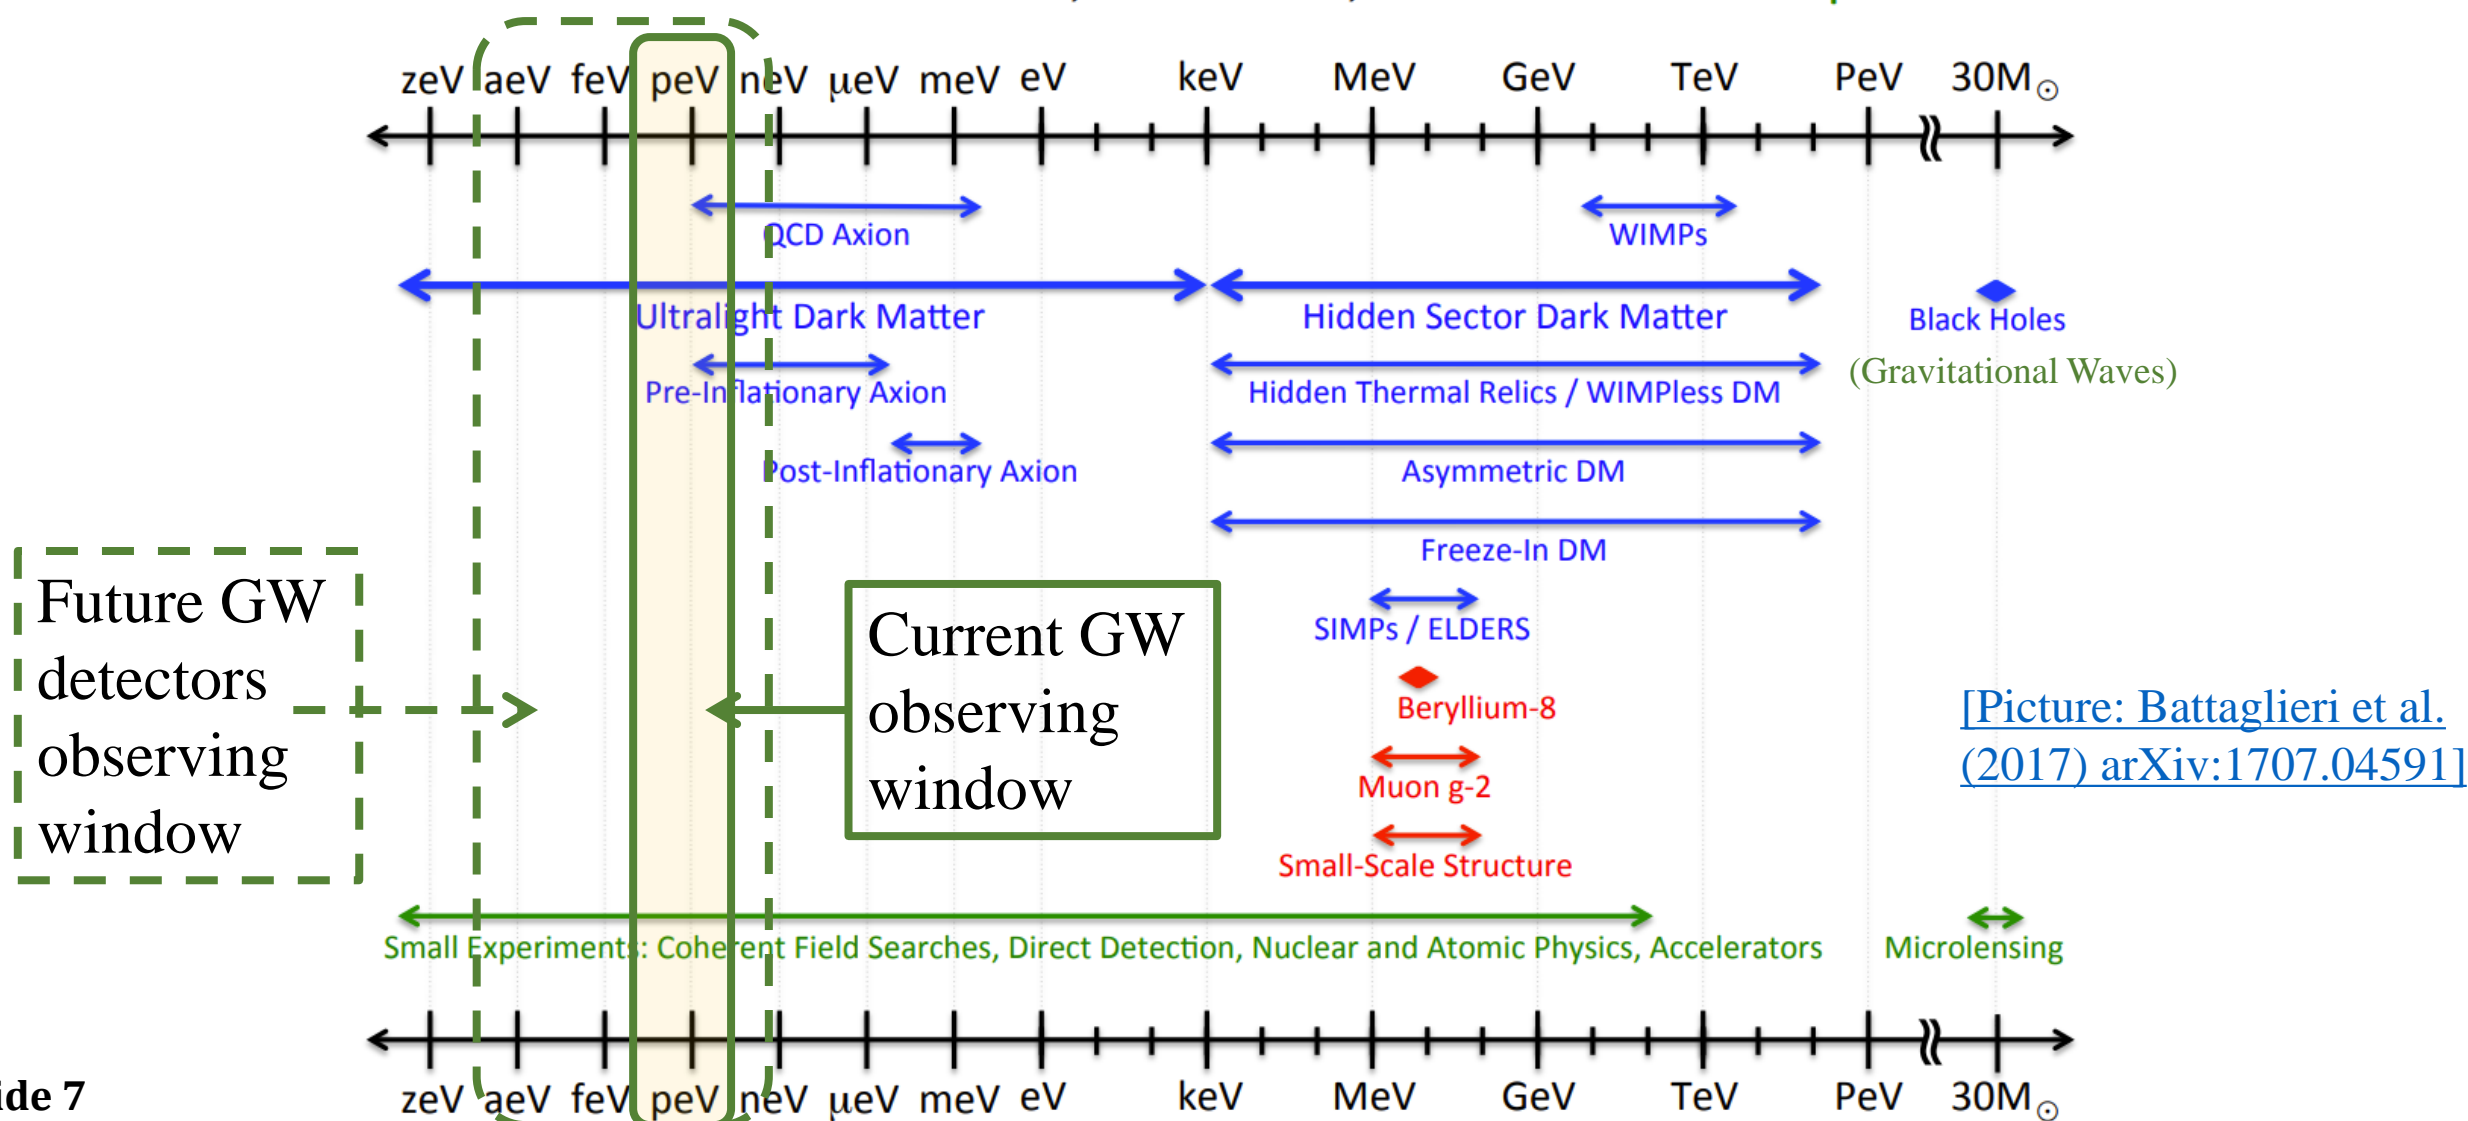 zeV aeV feV peV neV μeV meV eV keV MeV GeV TeV PeV 30M☉
QCD Axion
WIMPs
Ultralight Dark Matter
Hidden Sector Dark Matter
Black Holes
(Gravitational Waves)
Pre-Inflationary Axion
Hidden Thermal Relics / WIMPless DM
Post-Inflationary Axion
Asymmetric DM
Freeze-In DM
Future GW
detectors
observing
window
Current GW
observing
window
SIMPs / ELDERS
Beryllium-8
Muon g-2
Small-Scale Structure
[Picture: Battaglieri et al.
(2017) arXiv:1707.04591]
Small Experiments: Coherent Field Searches, Direct Detection, Nuclear and Atomic Physics, Accelerators
Microlensing
zeV aeV feV peV neV μeV meV eV keV MeV GeV TeV PeV 30M☉
ide 7